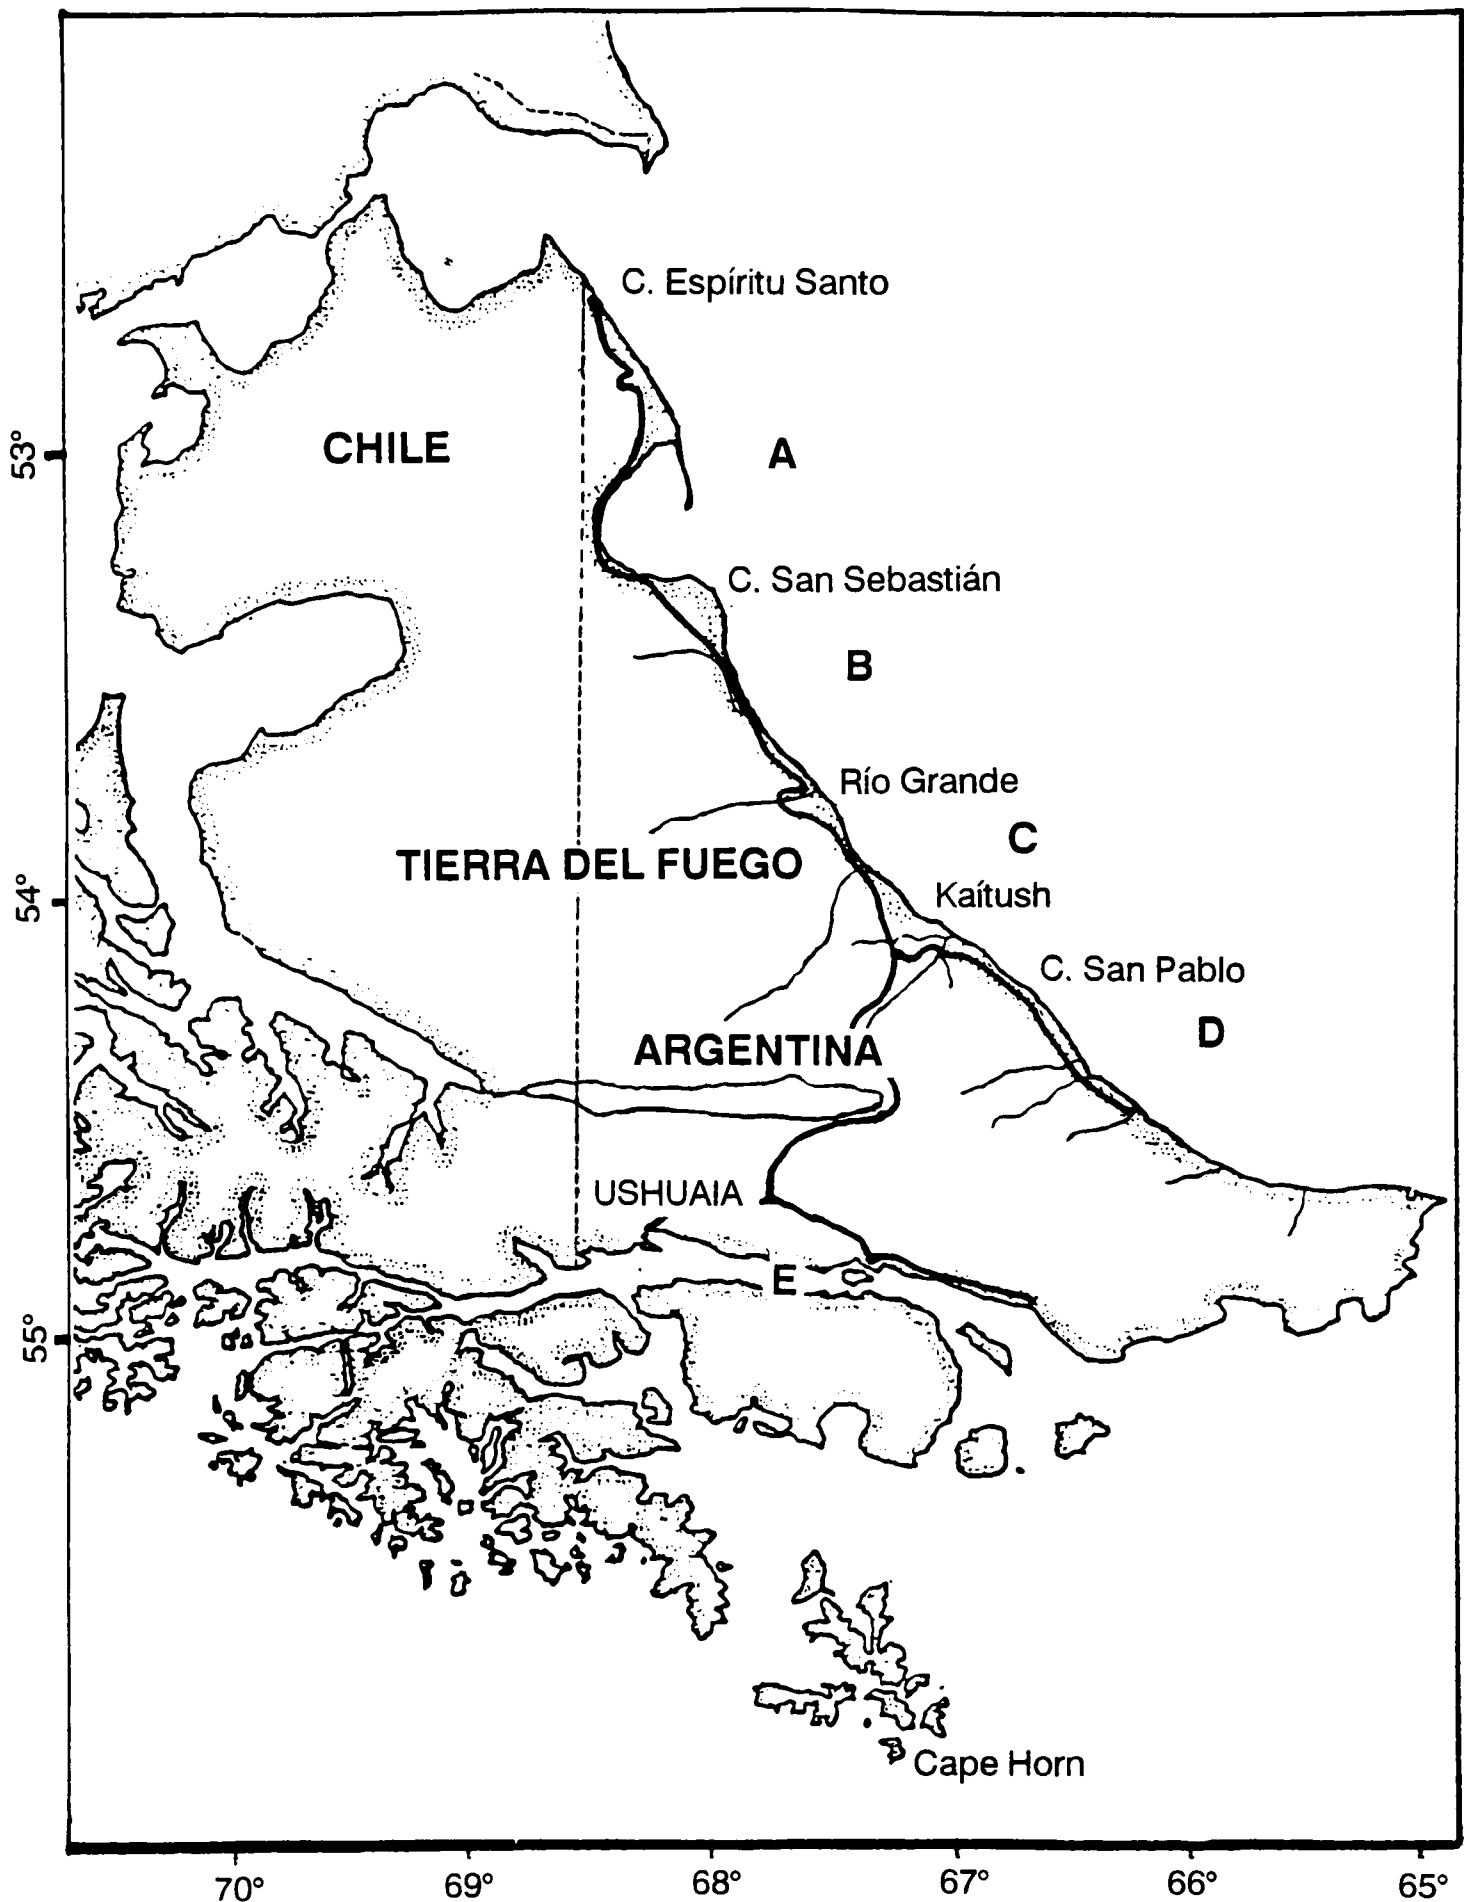 C. Espíritu Santo
53°
CHILE
A
C. San Sebastián
B
Río Grande
C
TIERRA DEL FUEGO
54°
Kaítush
C. San Pablo
D
ARGENTINA
USHUAIA
E
55°
Cape Horn
70° 69° 68° 67° 66° 65°